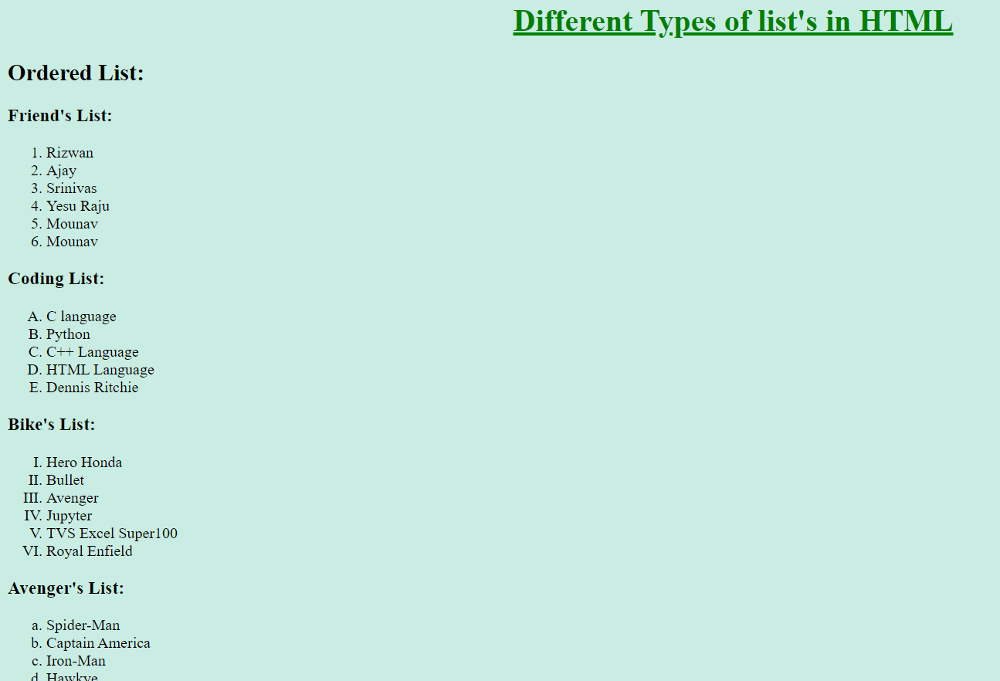 Different Types of list's in HTML
Ordered List:
Friend's List:
1. Rizwan
2. Ajay
3. Srinivas
4. Yesu Raju
5. Mounav
6. Mounav
Coding List:
A. C language
B. Python
C. C++ Language
D. HTML Language
E. Dennis Ritchie
Bike's List:
I. Hero Honda
II. Bullet
III. Avenger
IV. Jupyter
V. TVS Excel Super100
VI. Royal Enfield
Avenger's List:
a. Spider-Man
b. Captain America
c. Iron-Man
d. Hawkye